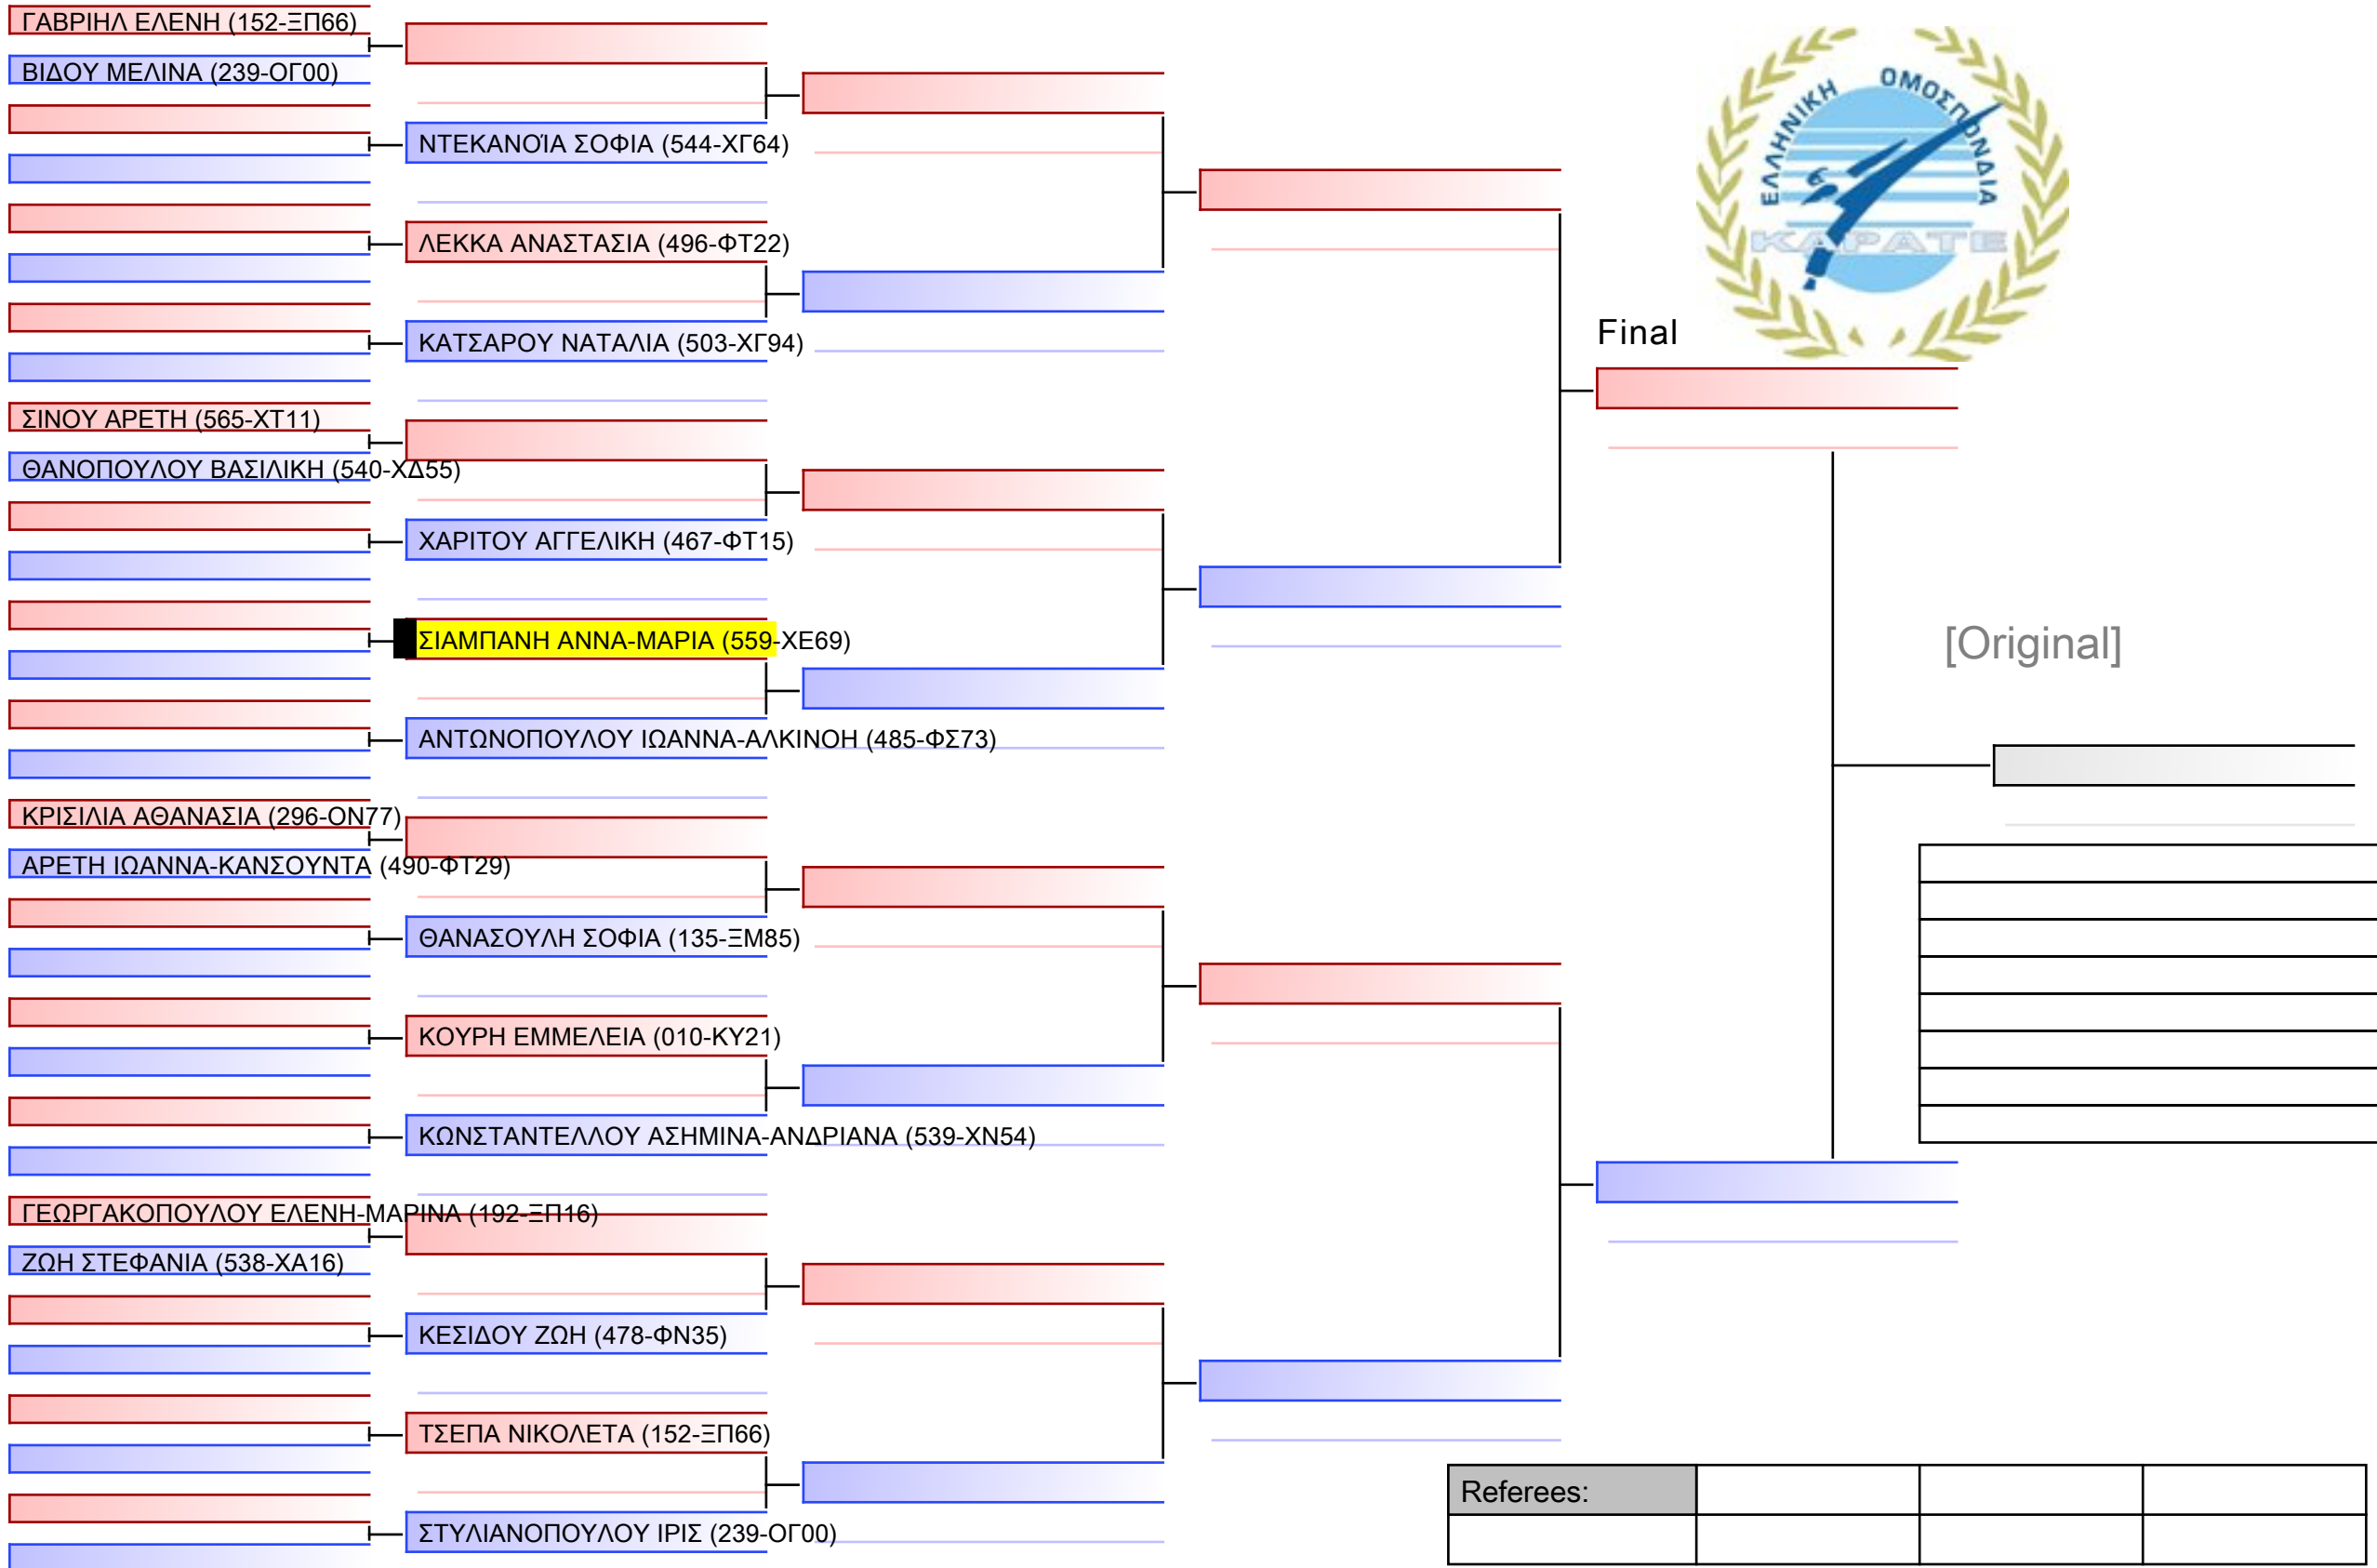 ΓΑΒΡΙΗΛ ΕΛΕΝΗ (152-ΞΠ66)
ΒΙΔΟΥ ΜΕΛΙΝΑ (239-ΟΓ00)
ΝΤΕΚΑΝΟΪΑ ΣΟΦΙΑ (544-ΧΓ64)
ΛΕΚΚΑ ΑΝΑΣΤΑΣΙΑ (496-ΦΤ22)
ΚΑΤΣΑΡΟΥ ΝΑΤΑΛΙΑ (503-ΧΓ94)
ΣΙΝΟΥ ΑΡΕΤΗ (565-ΧΤ11)
ΘΑΝΟΠΟΥΛΟΥ ΒΑΣΙΛΙΚΗ (540-ΧΔ55)
ΧΑΡΙΤΟΥ ΑΓΓΕΛΙΚΗ (467-ΦΤ15)
ΣΙΑΜΠΑΝΗ ΑΝΝΑ-ΜΑΡΙΑ (559-ΧΕ69)
ΑΝΤΩΝΟΠΟΥΛΟΥ ΙΩΑΝΝΑ-ΑΛΚΙΝΟΗ (485-ΦΣ73)
ΚΡΙΣΙΛΙΑ ΑΘΑΝΑΣΙΑ (296-ΟΝ77)
ΑΡΕΤΗ ΙΩΑΝΝΑ-ΚΑΝΣΟΥΝΤΑ (490-ΦΤ29)
ΘΑΝΑΣΟΥΛΗ ΣΟΦΙΑ (135-ΞΜ85)
ΚΟΥΡΗ ΕΜΜΕΛΕΙΑ (010-ΚΥ21)
ΚΩΝΣΤΑΝΤΕΛΛΟΥ ΑΣΗΜΙΝΑ-ΑΝΔΡΙΑΝΑ (539-ΧΝ54)
ΓΕΩΡΓΑΚΟΠΟΥΛΟΥ ΕΛΕΝΗ-ΜΑΡΙΝΑ (192-ΞΠ16)
ΖΩΗ ΣΤΕΦΑΝΙΑ (538-ΧΑ16)
ΚΕΣΙΔΟΥ ΖΩΗ (478-ΦΝ35)
ΤΣΕΠΑ ΝΙΚΟΛΕΤΑ (152-ΞΠ66)
ΣΤΥΛΙΑΝΟΠΟΥΛΟΥ ΙΡΙΣ (239-ΟΓ00)
ΕΛΛΗΝΙΚΗ ΟΜΟΣΠΟΝΔΙΑ
ΚΑΡΑΤΕ
Final
[Original]
Referees: